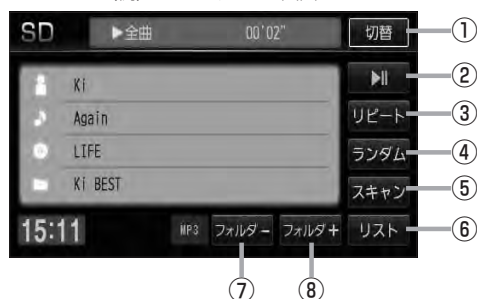 SD ▶全曲 00'02" 切替 ①
Ki ▶II ②
Again リピート ③
LIFE ランダム ④
Ki BEST スキャン ⑤
15:11 MP3 フォルダ− フォルダ+ リスト ⑥
⑦ ⑧